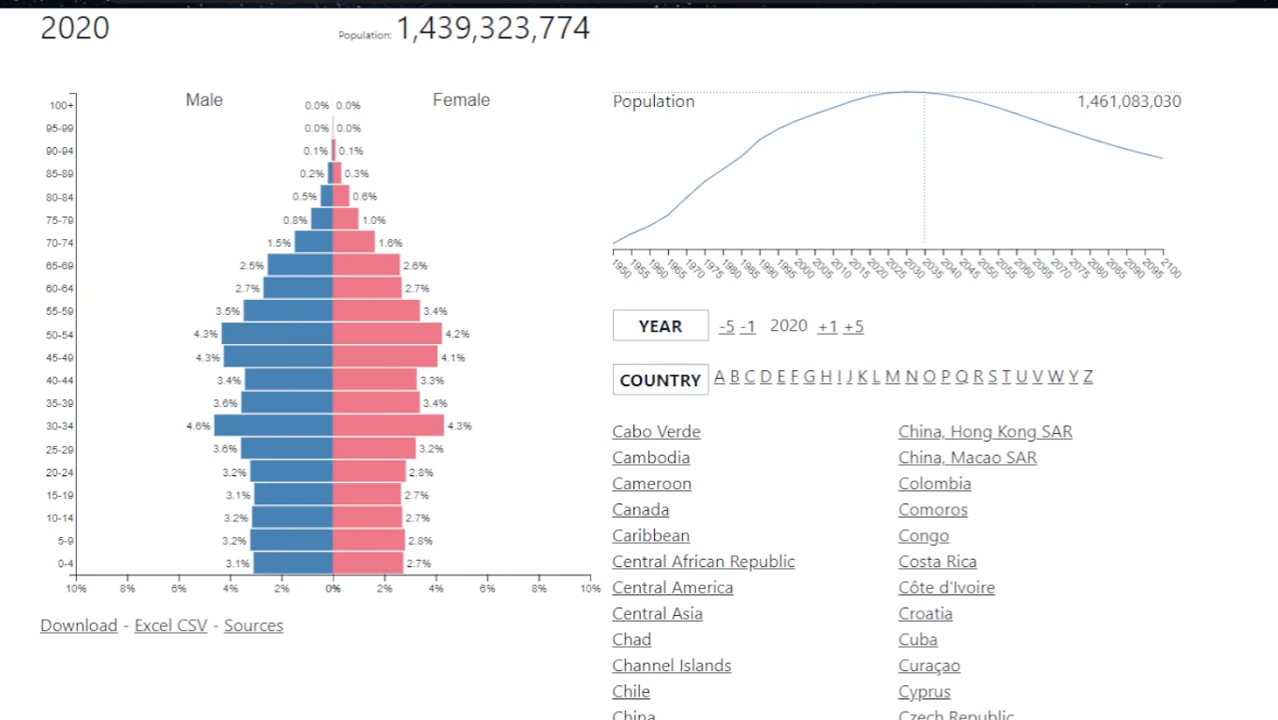 2020
Population: 1,439,323,774
Male Female
100+ 0.0% 0.0%
95-99 0.0% 0.0%
90-94 0.1% 0.1%
85-89 0.2% 0.3%
80-84 0.5% 0.6%
75-79 0.8% 1.0%
70-74 1.5% 1.6%
65-69 2.5% 2.6%
60-64 2.7% 2.7%
55-59 3.5% 3.4%
50-54 4.3% 4.2%
45-49 4.3% 4.1%
40-44 3.4% 3.3%
35-39 3.6% 3.4%
30-34 4.6% 4.3%
25-29 3.6% 3.2%
20-24 3.2% 2.8%
15-19 3.1% 2.7%
10-14 3.2% 2.7%
5-9 3.2% 2.8%
0-4 3.1% 2.7%
10% 8% 6% 4% 2% 0% 2% 4% 6% 8% 10%
Download - Excel CSV - Sources
Population 1,461,083,030
1950 1955 1960 1965 1970 1975 1980 1985 1990 1995 2000 2005 2010 2015 2020 2025 2030 2035 2040 2045 2050 2055 2060 2065 2070 2075 2080 2085 2090 2095 2100
YEAR -5 -1 2020 +1 +5
COUNTRY A B C D E F G H I J K L M N O P Q R S T U V W Y Z
Cabo Verde
Cambodia
Cameroon
Canada
Caribbean
Central African Republic
Central America
Central Asia
Chad
Channel Islands
Chile
China
China, Hong Kong SAR
China, Macao SAR
Colombia
Comoros
Congo
Costa Rica
Côte d'Ivoire
Croatia
Cuba
Curaçao
Cyprus
Czech Republic